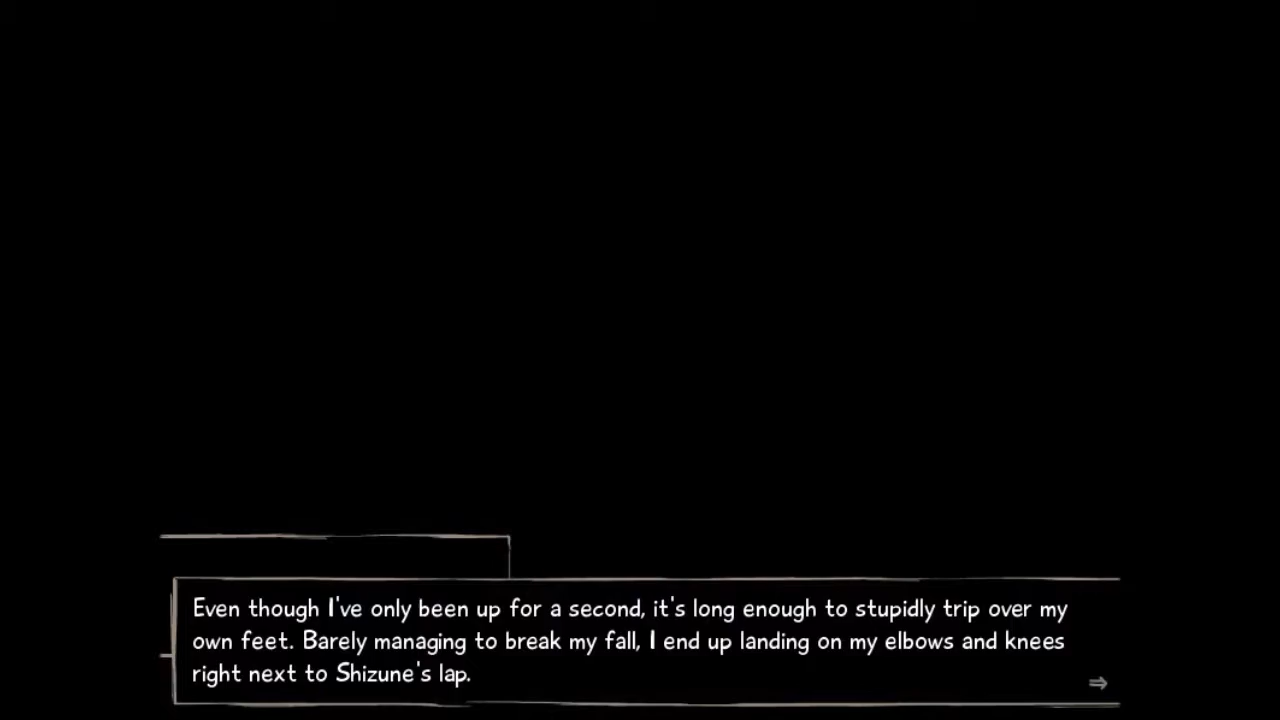 Even though I've only been up for a second, it's long enough to stupidly trip over my
own feet. Barely managing to break my fall, I end up landing on my elbows and knees
right next to Shizune's lap.